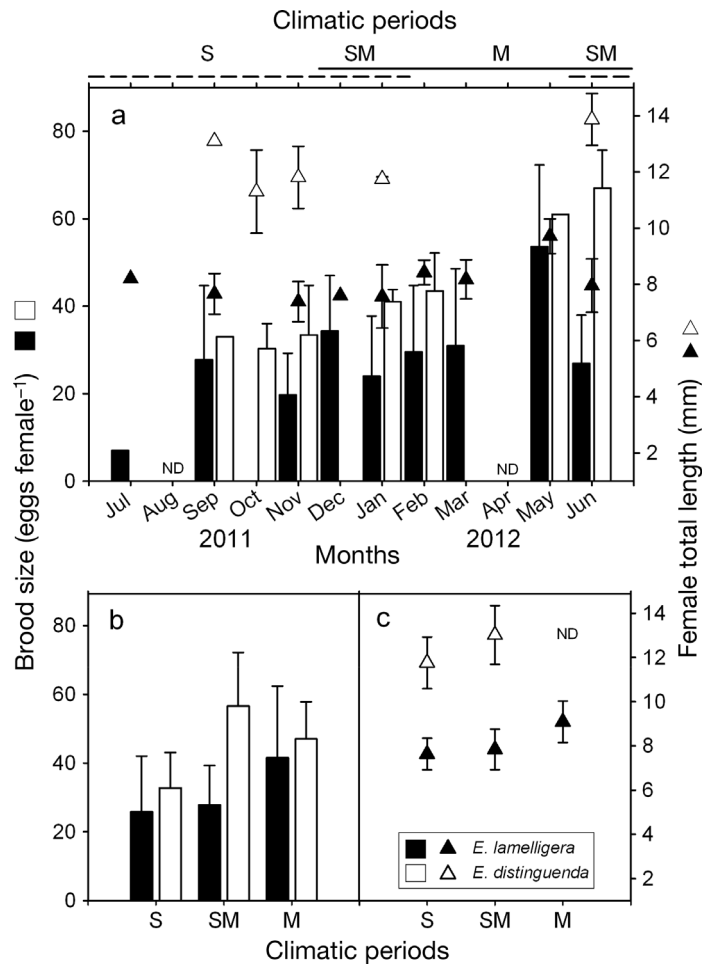 Climatic periods
S SM M SM
a
80
60
40
20
0
14
12
10
8
6
4
2
ND ND
Jul Aug Sep Oct Nov Dec Jan Feb Mar Apr May Jun
2011 2012
Months
Brood size (eggs female⁻¹)
Female total length (mm)
b
80
60
40
20
0
S SM M
c
ND
14
12
10
8
6
4
2
E. lamelligera
E. distinguenda
S SM M
Climatic periods